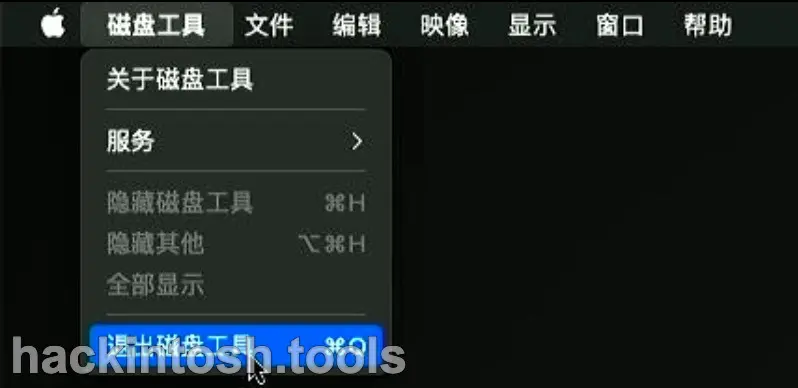 磁盘工具 文件 编辑 映像 显示 窗口 帮助
关于磁盘工具
服务
隐藏磁盘工具 ⌘H
隐藏其他 ⌥⌘H
全部显示
退出磁盘工具 ⌘Q
hackintosh.tools